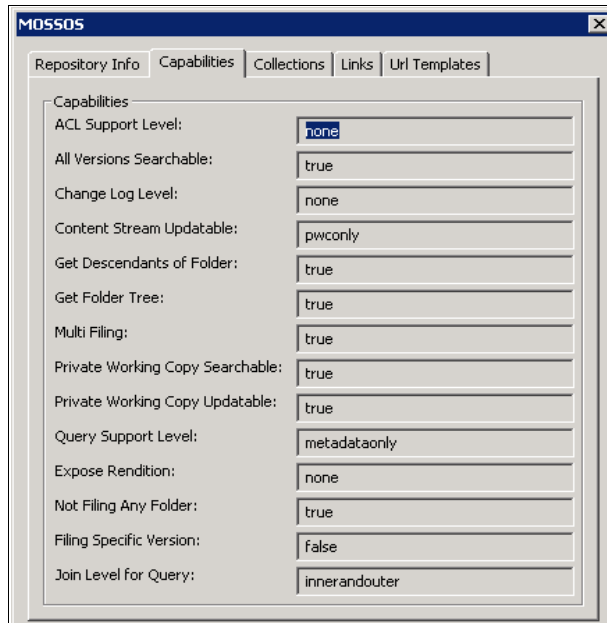 MOSSOS
Repository Info Capabilities Collections Links Url Templates
Capabilities
ACL Support Level: none
All Versions Searchable: true
Change Log Level: none
Content Stream Updatable: pwconly
Get Descendants of Folder: true
Get Folder Tree: true
Multi Filing: true
Private Working Copy Searchable: true
Private Working Copy Updatable: true
Query Support Level: metadataonly
Expose Rendition: none
Not Filing Any Folder: true
Filing Specific Version: false
Join Level for Query: innerandouter